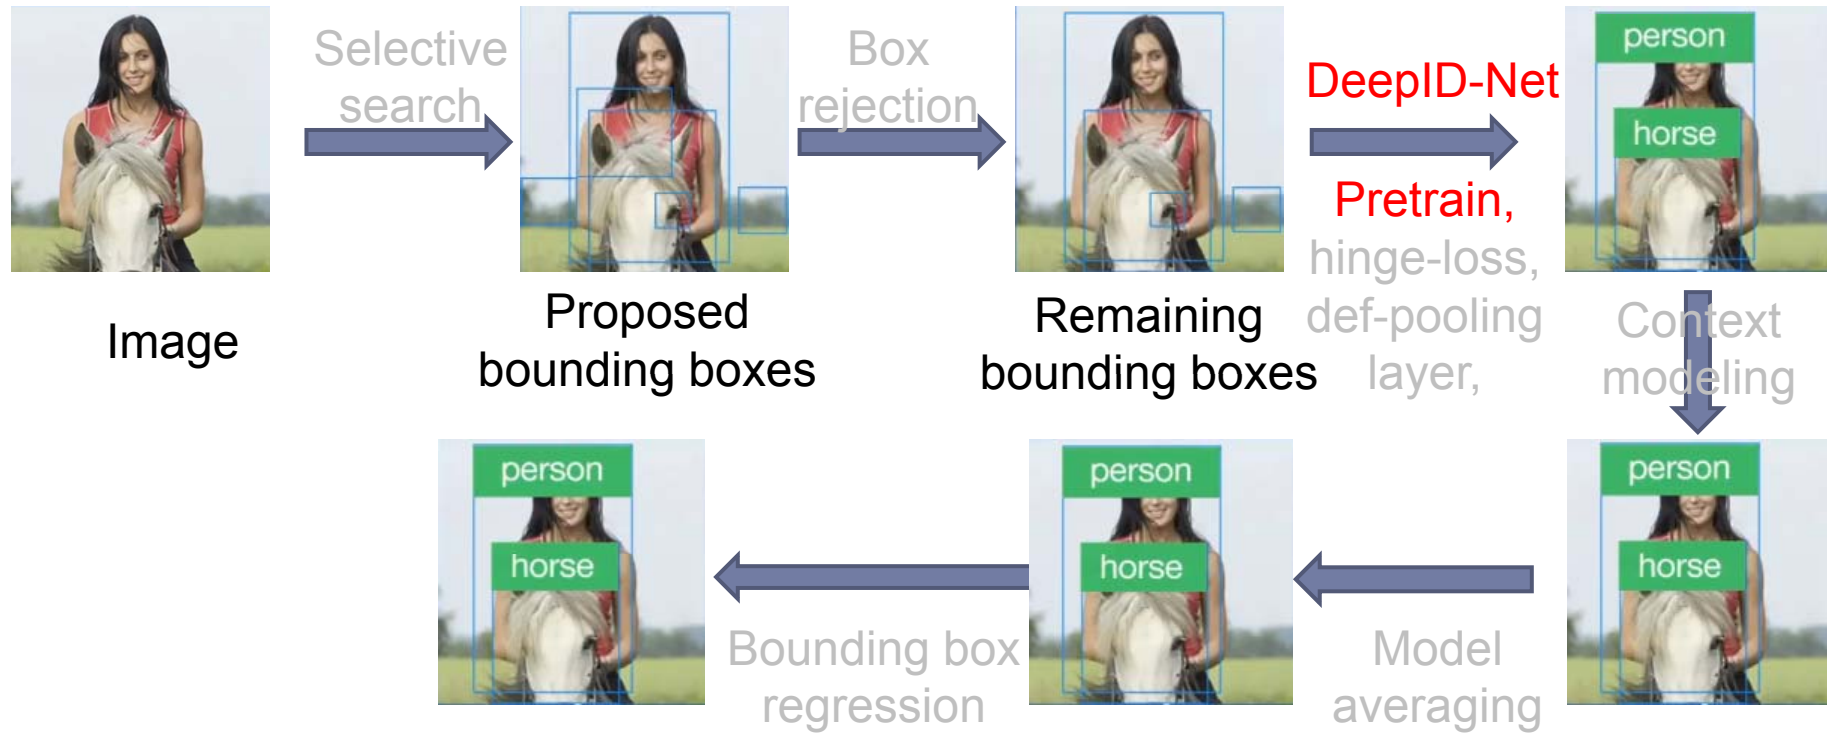 Selective
search
Box
rejection
DeepID-Net
Pretrain,
hinge-loss,
def-pooling
layer,
person
horse
Image
Proposed
bounding boxes
Remaining
bounding boxes
Context
modeling
person
horse
person
horse
person
horse
Bounding box
regression
Model
averaging